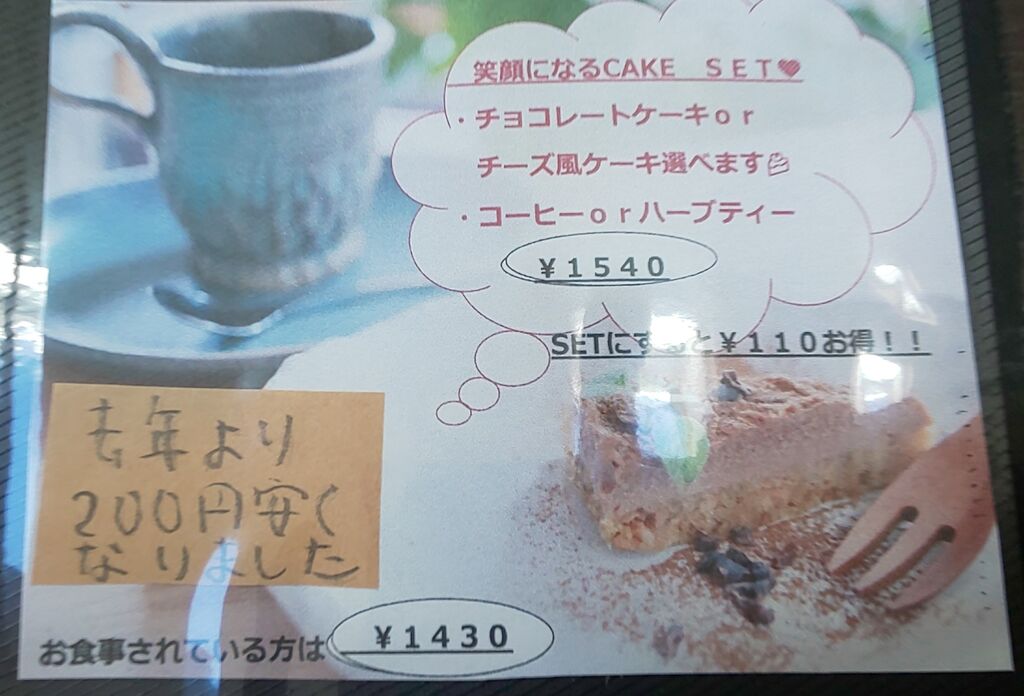 笑顔になるCAKE SET♥
・チョコレートケーキor
チーズ風ケーキ選べます
・コーヒーorハーブティー
¥1540
SETにすると¥110お得!!
年より
200円安く
なりました
お食事されている方は ¥1430